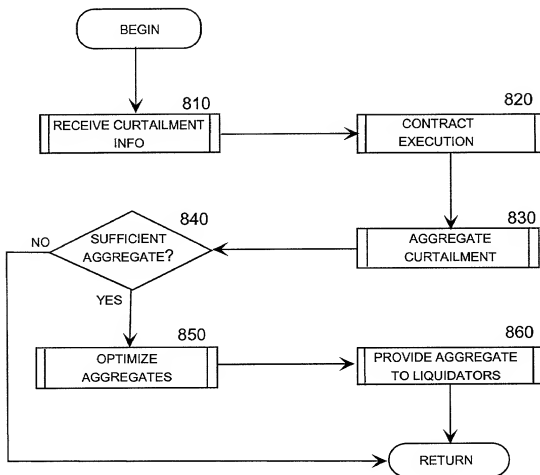 BEGIN
810
RECEIVE CURTAILMENT
INFO
820
CONTRACT
EXECUTION
830
AGGREGATE
CURTAILMENT
840
SUFFICIENT
AGGREGATE?
NO
YES
850
OPTIMIZE
AGGREGATES
860
PROVIDE AGGREGATE
TO LIQUIDATORS
RETURN